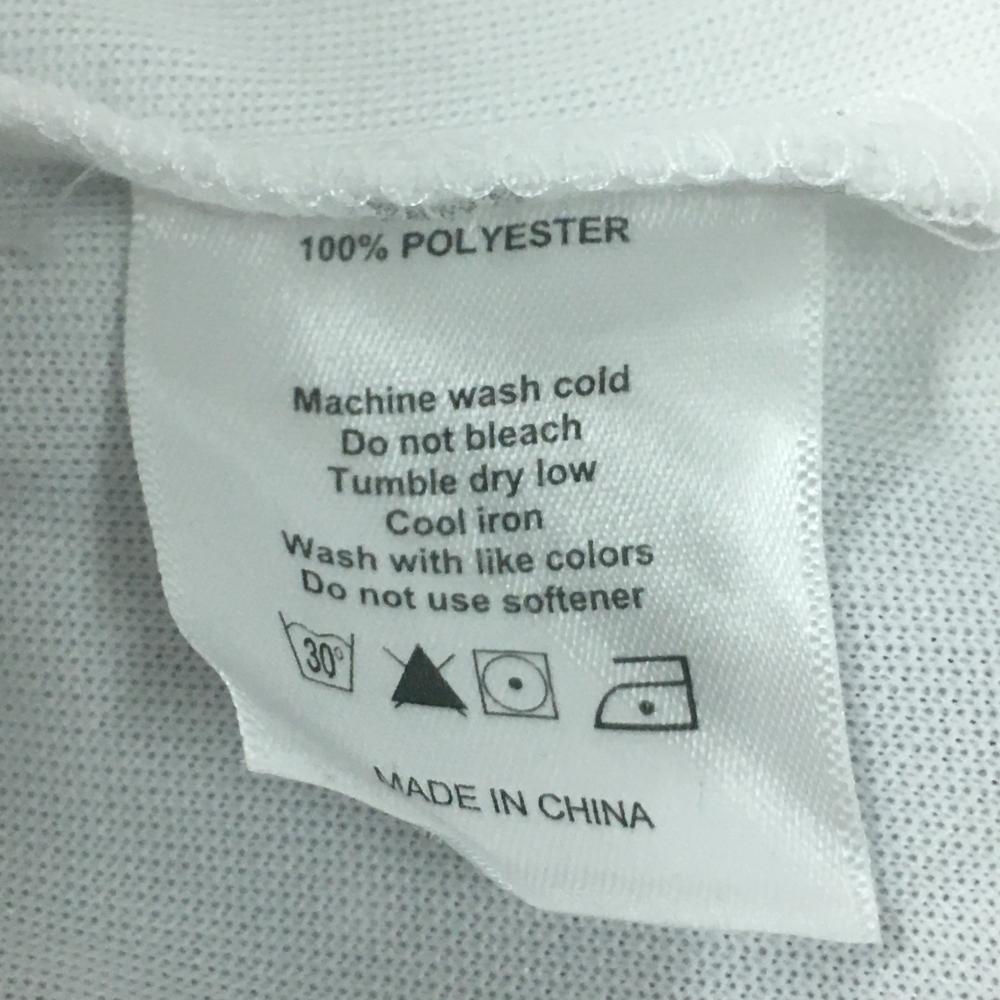 100% POLYESTER
Machine wash cold
Do not bleach
Tumble dry low
Cool iron
Wash with like colors
Do not use softener
30°
MADE IN CHINA